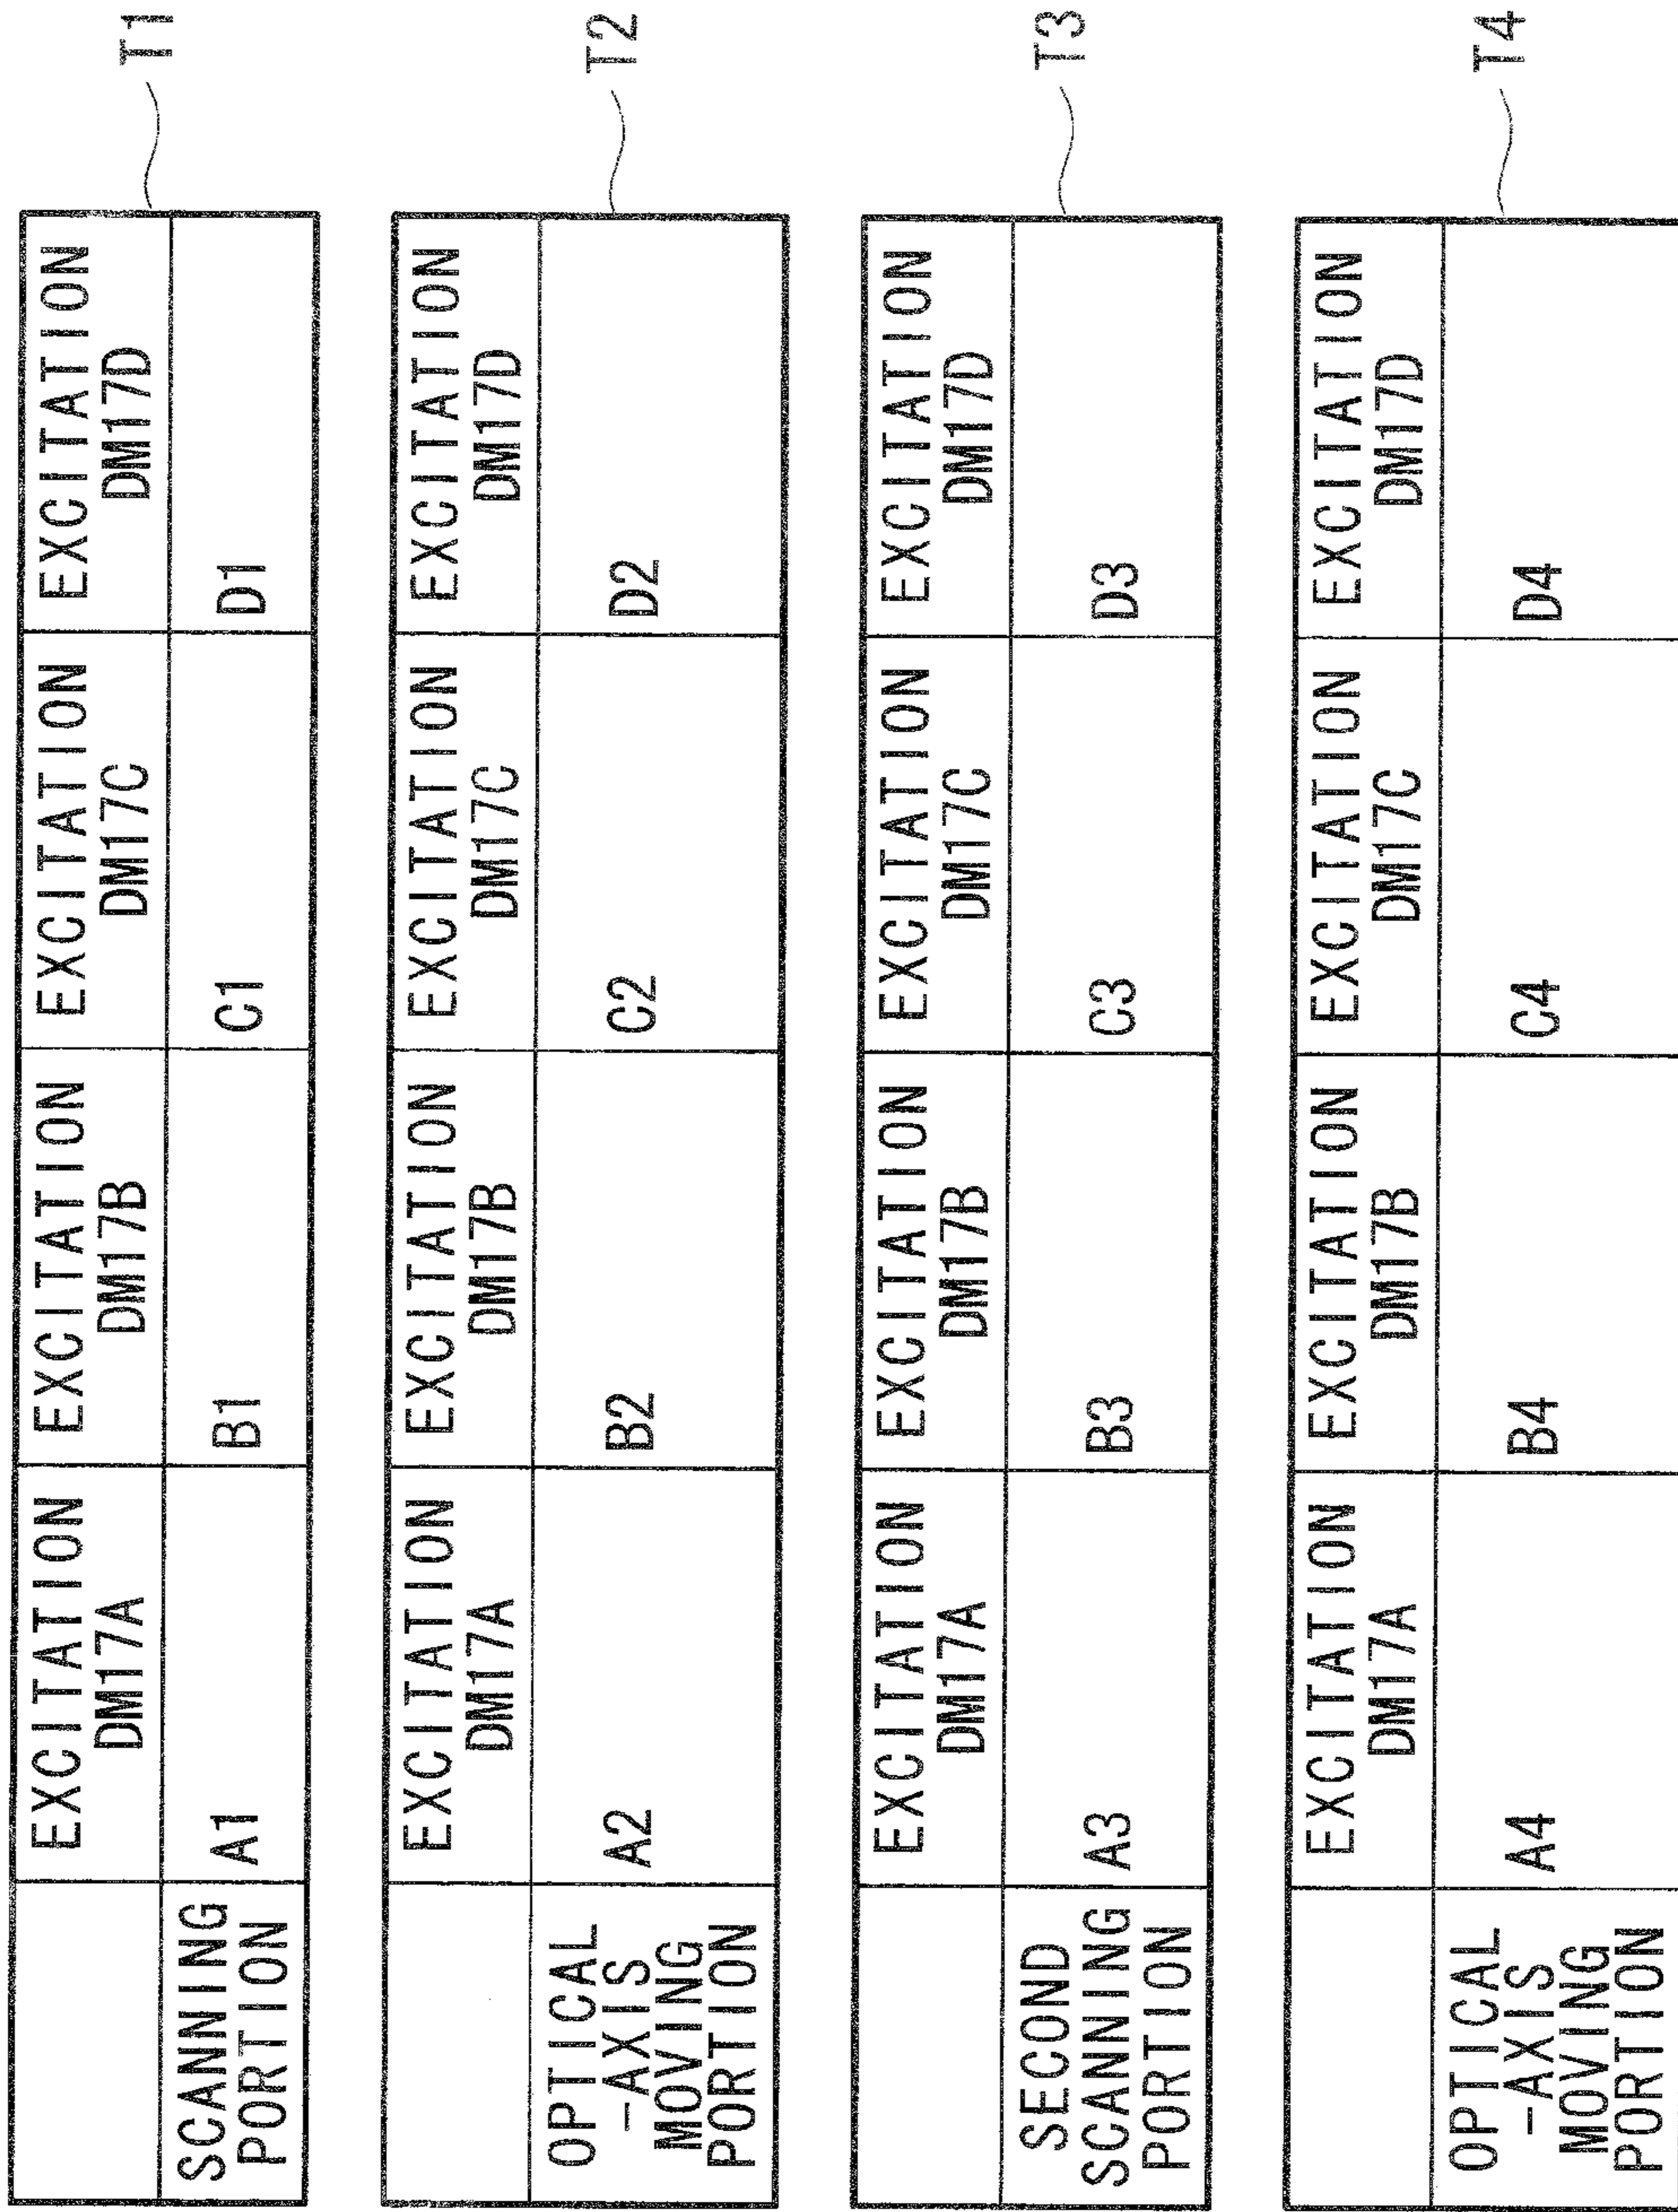 T1
EXCITATION EXCITATION EXCITATION EXCITATION
DM17A DM17B DM17C DM17D
SCANNING
PORTION
A1 B1 C1 D1
T2
EXCITATION EXCITATION EXCITATION EXCITATION
DM17A DM17B DM17C DM17D
OPTICAL
-AXIS
MOVING
PORTION
A2 B2 C2 D2
T3
EXCITATION EXCITATION EXCITATION EXCITATION
DM17A DM17B DM17C DM17D
SECOND
SCANNING
PORTION
A3 B3 C3 D3
T4
EXCITATION EXCITATION EXCITATION EXCITATION
DM17A DM17B DM17C DM17D
OPTICAL
-AXIS
MOVING
PORTION
A4 B4 C4 D4